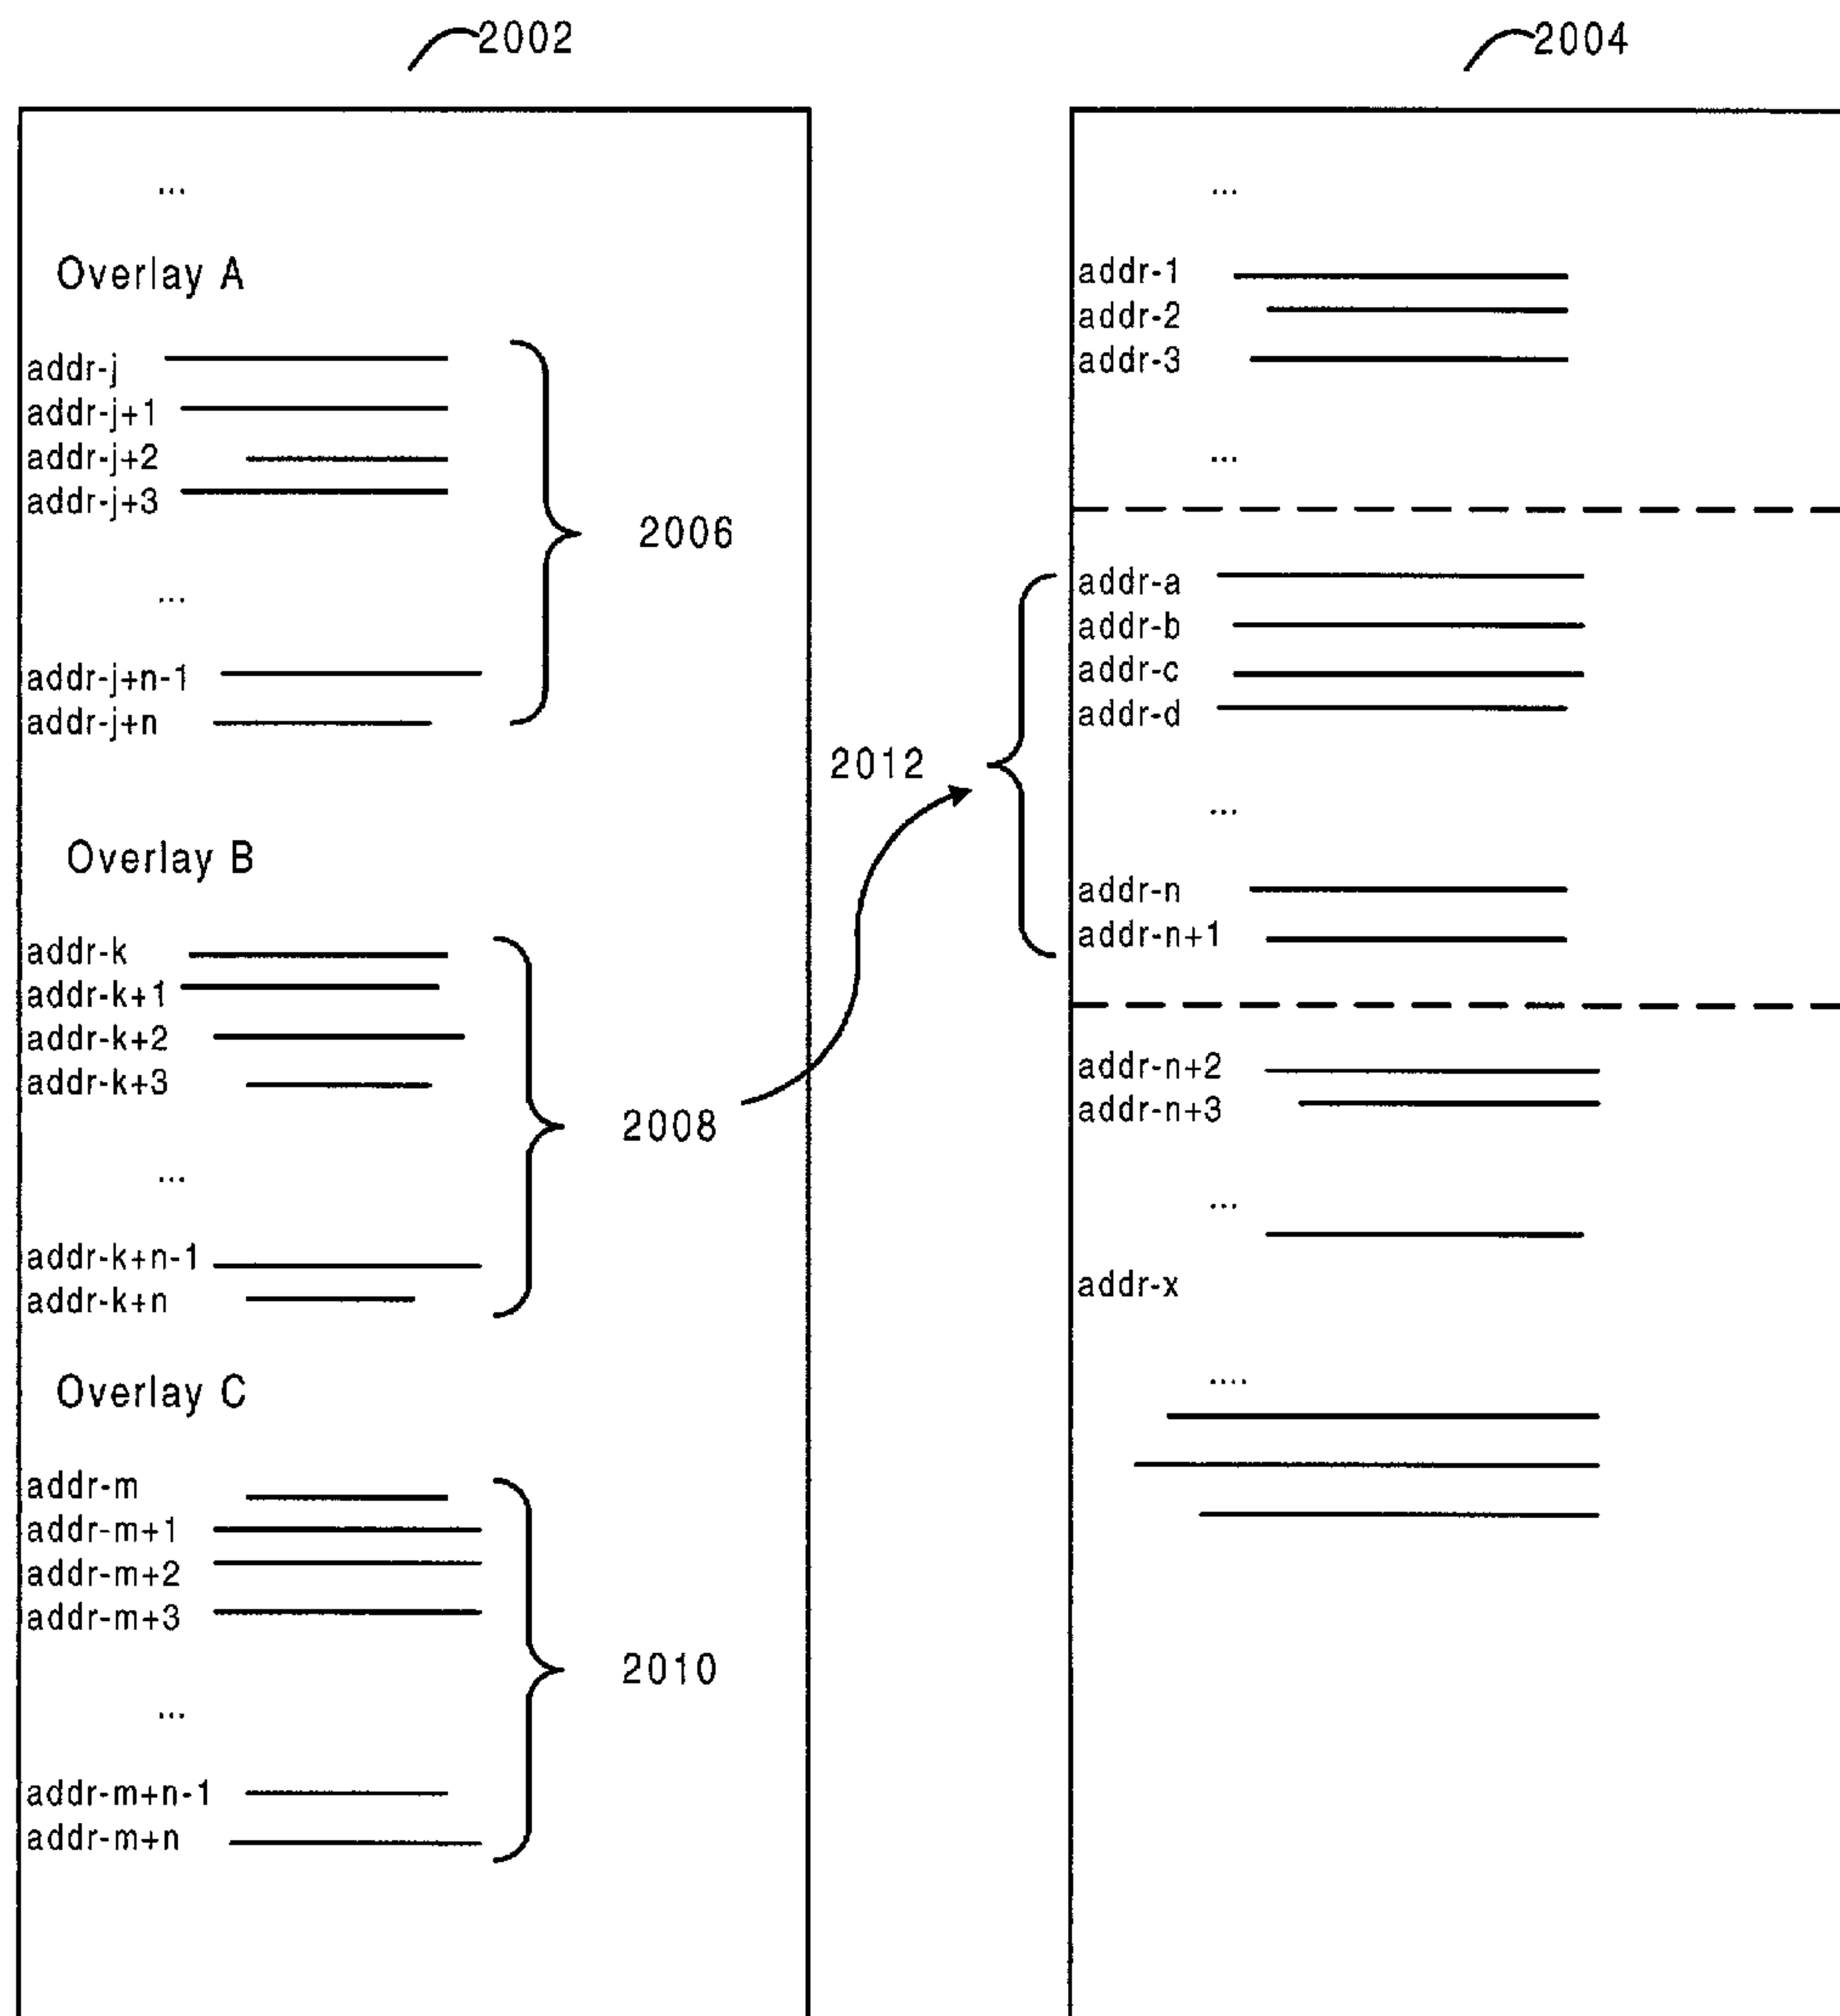 2002
...
Overlay A
addr-j
addr-j+1
addr-j+2
addr-j+3
2006
...
addr-j+n-1
addr-j+n
Overlay B
addr-k
addr-k+1
addr-k+2
addr-k+3
2008
...
addr-k+n-1
addr-k+n
Overlay C
addr-m
addr-m+1
addr-m+2
addr-m+3
2010
...
addr-m+n-1
addr-m+n
2012
2004
...
addr-1
addr-2
addr-3
...
addr-a
addr-b
addr-c
addr-d
...
addr-n
addr-n+1
addr-n+2
addr-n+3
...
addr-x
....